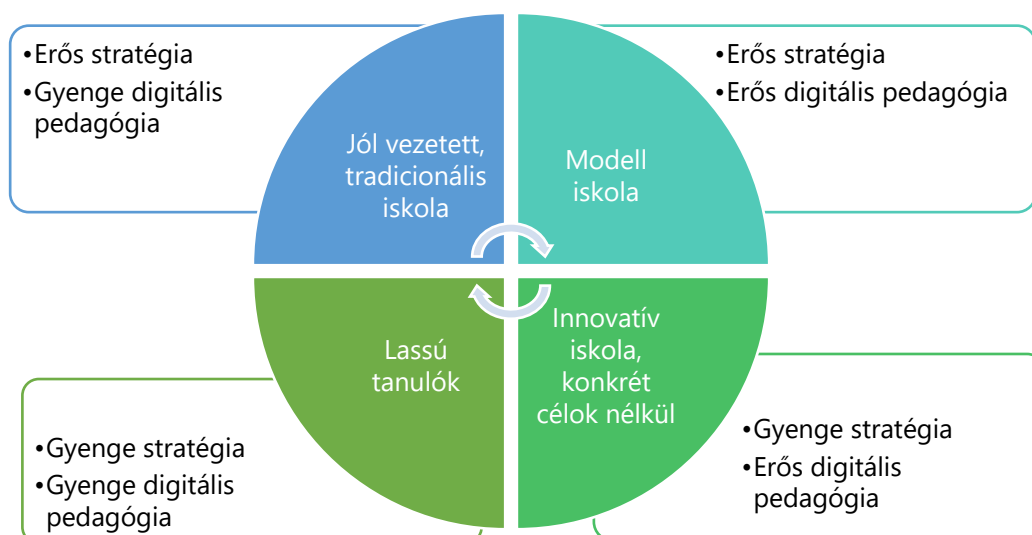 •Erős stratégia
•Gyenge digitális
pedagógia
•Erős stratégia
•Erős digitális pedagógia
Jól vezetett,
tradicionális
iskola
Modell
iskola
Lassú
tanulók
Innovatív
iskola,
konkrét
célok nélkül
•Gyenge stratégia
•Gyenge digitális
pedagógia
•Gyenge stratégia
•Erős digitális
pedagógia